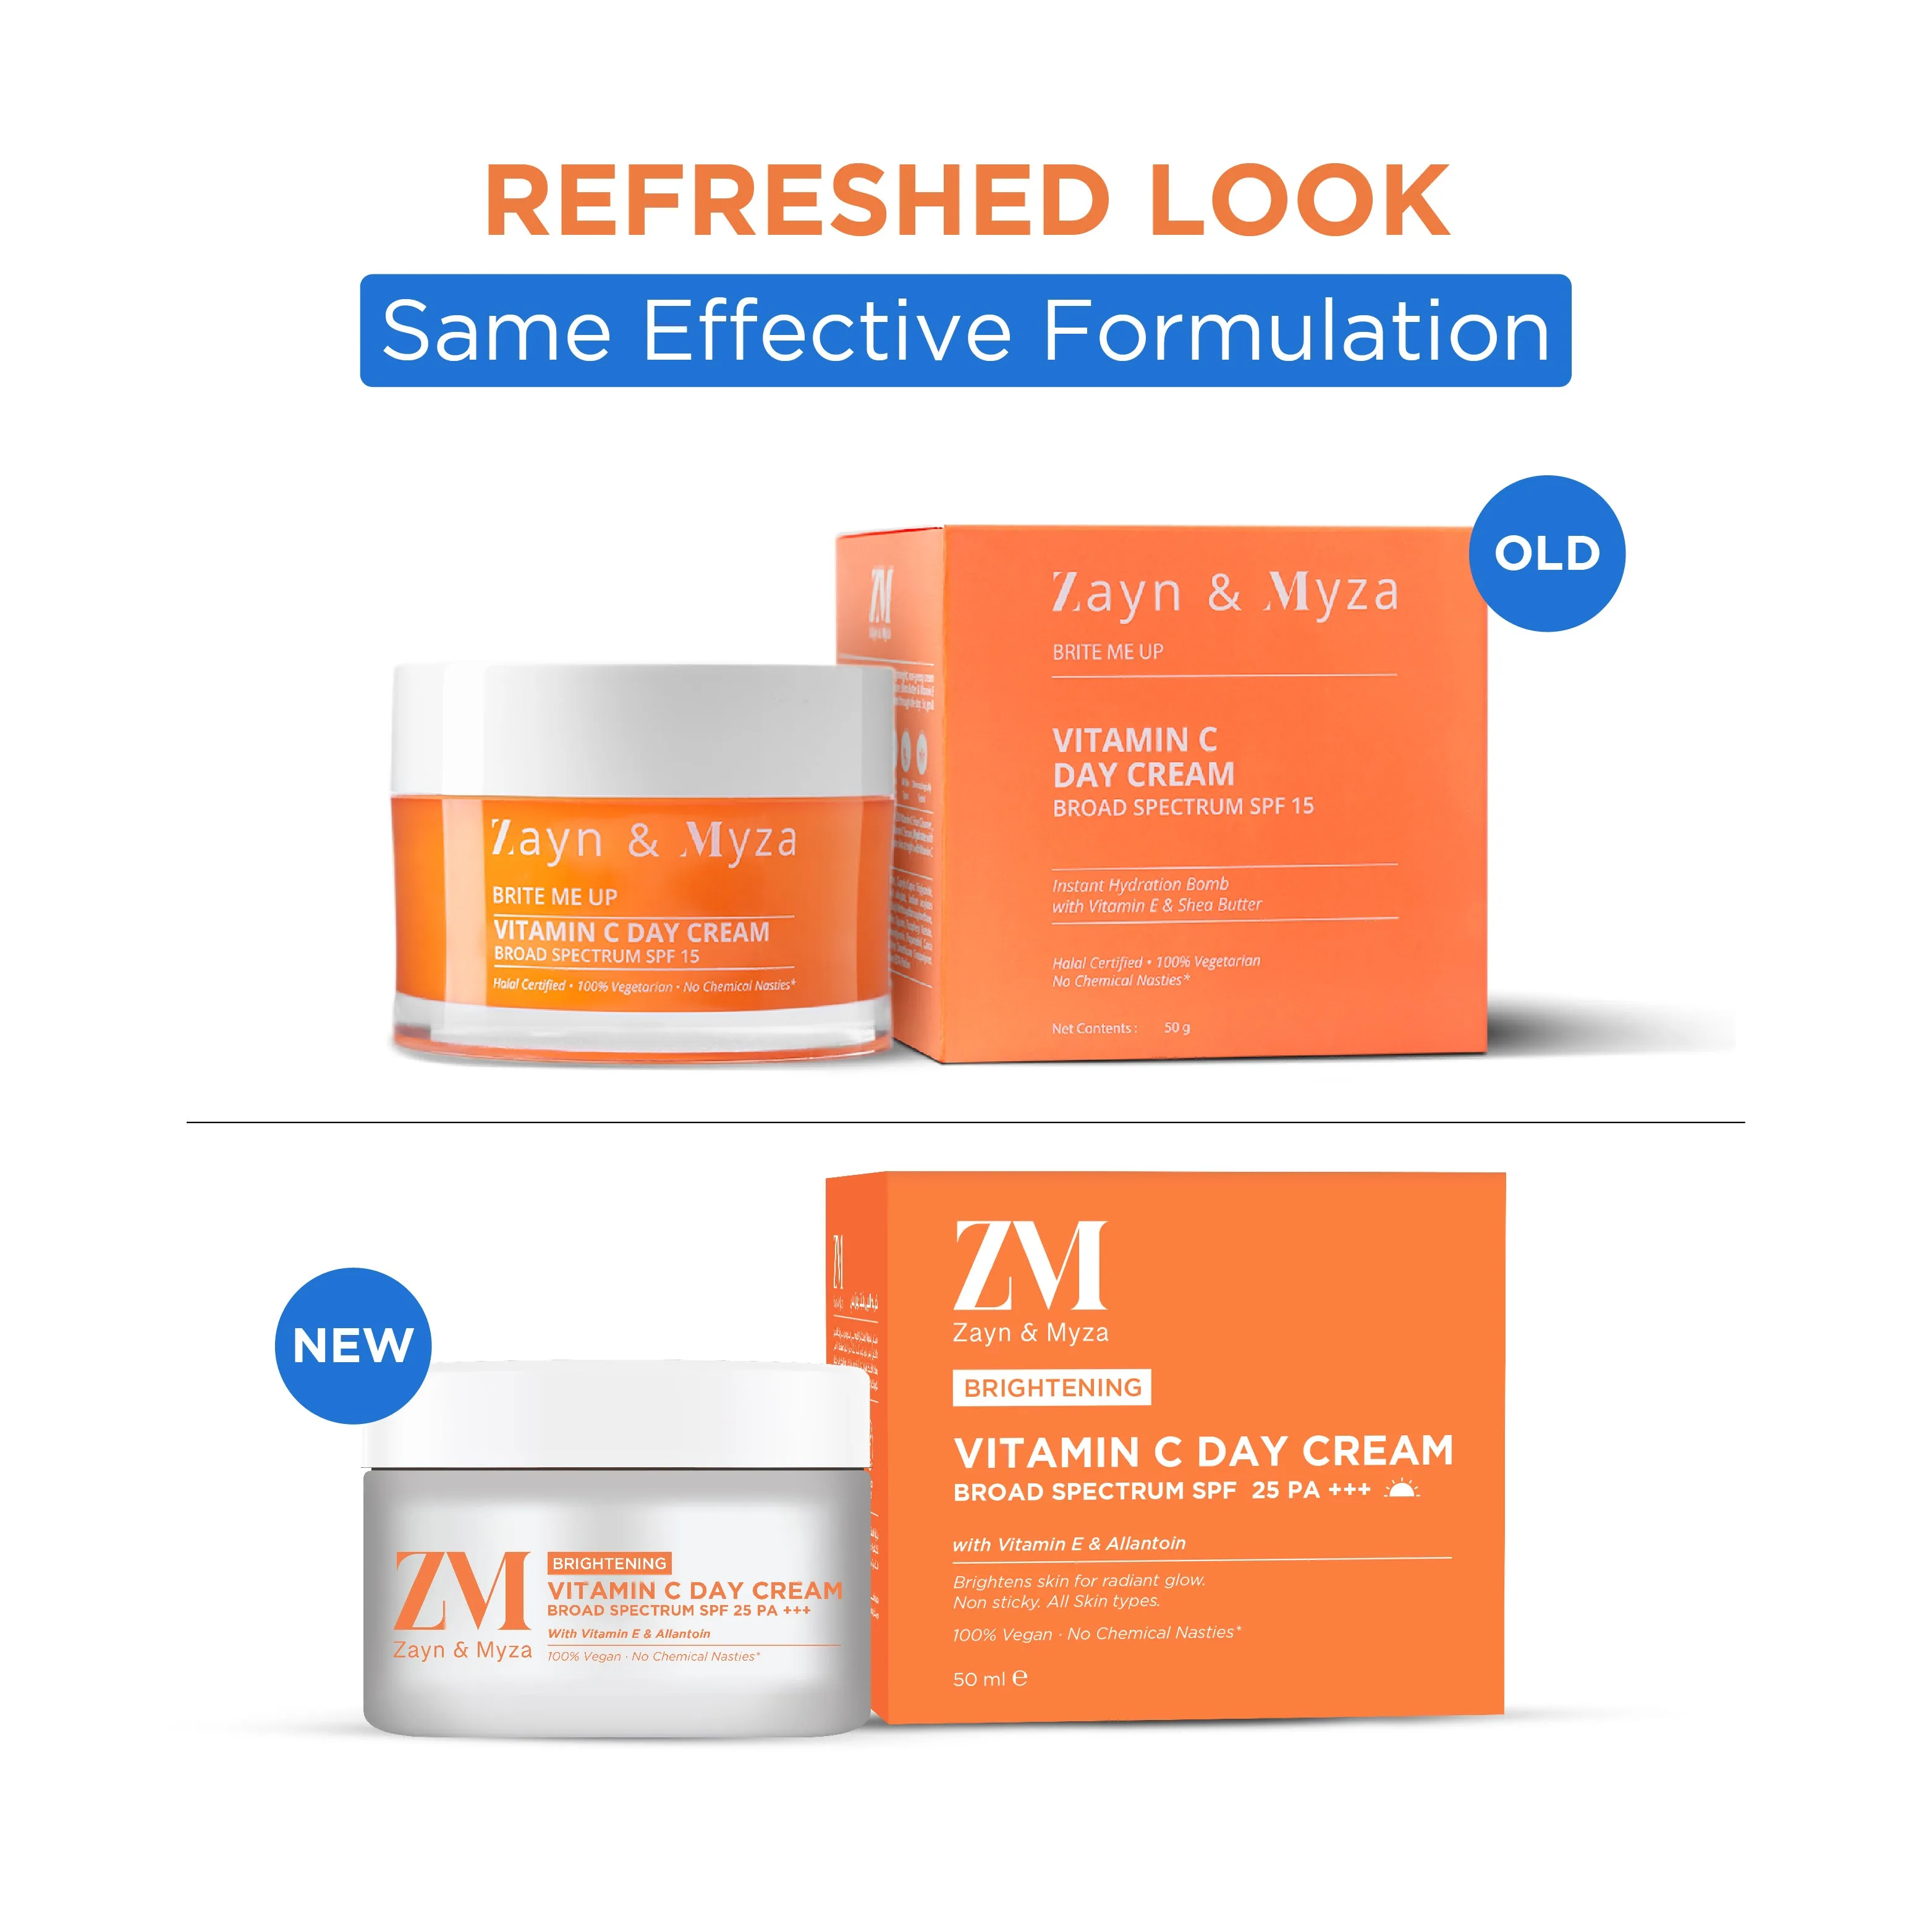 REFRESHED LOOK
Same Effective Formulation
OLD
ZM
Zayn & Myza
BRITE ME UP
VITAMIN C
DAY CREAM
BROAD SPECTRUM SPF 15
Instant Hydration Bomb
with Vitamin E & Shea Butter
Halal Certified • 100% Vegetarian
No Chemical Nasties*
Net Contents : 50 g
Zayn & Myza
BRITE ME UP
VITAMIN C DAY CREAM
BROAD SPECTRUM SPF 15
Halal Certified • 100% Vegetarian • No Chemical Nasties*
NEW
ZM
ZM
Zayn & Myza
BRIGHTENING
VITAMIN C DAY CREAM
BROAD SPECTRUM SPF 25 PA +++
with Vitamin E & Allantoin
Brightens skin for radiant glow.
Non sticky. All Skin types.
100% Vegan · No Chemical Nasties*
50 ml ℮
ZM
Zayn & Myza
BRIGHTENING
VITAMIN C DAY CREAM
BROAD SPECTRUM SPF 25 PA +++
With Vitamin E & Allantoin
100% Vegan · No Chemical Nasties*